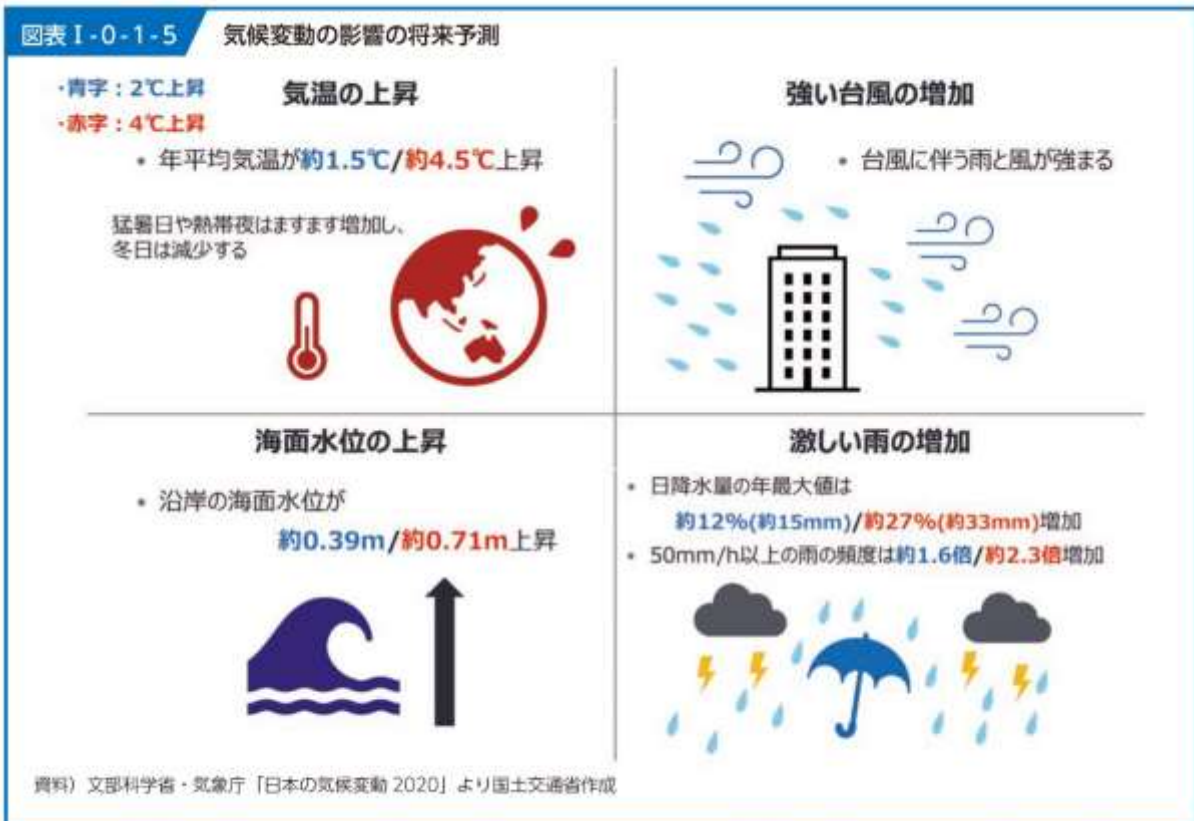 図表 I-0-1-5 気候変動の影響の将来予測
・青字：2℃上昇
・赤字：4℃上昇
気温の上昇
• 年平均気温が約1.5℃/約4.5℃上昇
猛暑日や熱帯夜はますます増加し、
冬日は減少する
強い台風の増加
• 台風に伴う雨と風が強まる
海面水位の上昇
• 沿岸の海面水位が
約0.39m/約0.71m上昇
激しい雨の増加
• 日降水量の年最大値は
約12%(約15mm)/約27%(約33mm)増加
• 50mm/h以上の雨の頻度は約1.6倍/約2.3倍増加
資料）文部科学省・気象庁「日本の気候変動 2020」より国土交通省作成